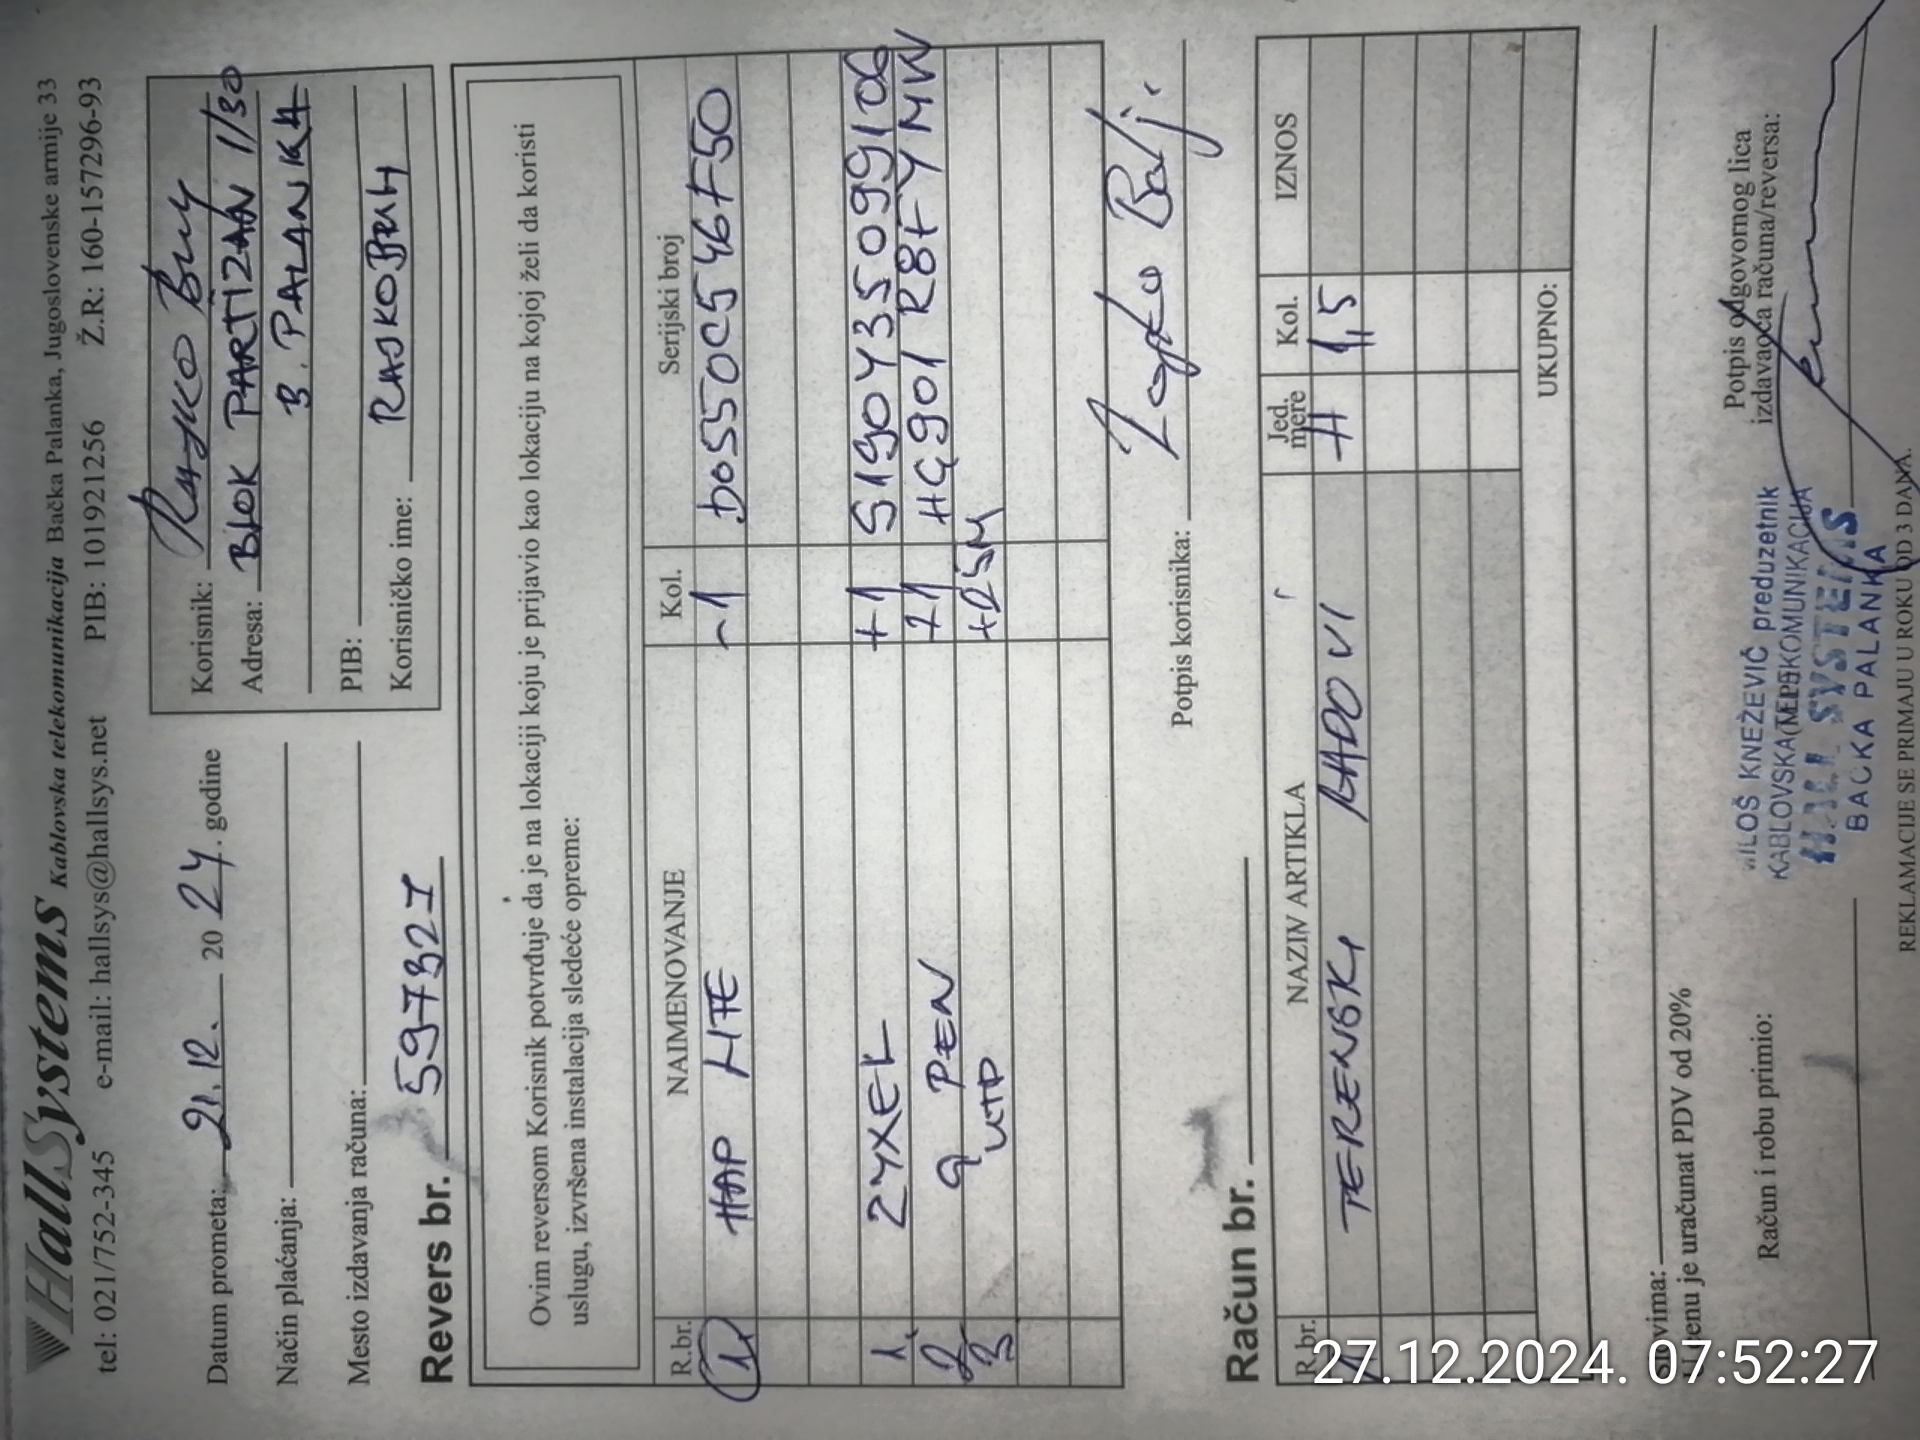 HallSystems Kablovska telekomunikacija Bačka Palanka, Jugoslovenske armije 33
tel: 021/752-345 e-mail: hallsys@hallsys.net PIB: 101921256 Ž.R: 160-157296-93
Datum prometa: 21.12. 2024. godine
Način plaćanja:
Mesto izdavanja računa:
Korisnik:
Adresa: BLOK PARTIZAN 1/30
B. PALANKA
PIB:
Korisničko ime:
Revers br. 597327
Ovim reversom Korisnik potvrđuje da je na lokaciji koju je prijavio kao lokaciju na kojoj želi da koristi
uslugu, izvršena instalacija sledeće opreme:
R.br. NAIMENOVANJE Kol. Serijski broj
1. HAP LITE -1 D0550C546F50
1. ZYXEL +1 S190Y35099106
2 PEN +1 HG901R8FYMW
3 UTP +25M
Potpis korisnika:
Račun br.
R.br. NAZIV ARTIKLA Jed. mere Kol. IZNOS
1. TERENSKI RADOVI H 1,5
UKUPNO:
Slovima:
U cenu je uračunat PDV od 20%
Račun i robu primio:
MILOŠ KNEŽEVIĆ preduzetnik
KABLOVSKA TELEKOMUNIKACIJA
HALL SYSTEMS
BAČKA PALANKA
Potpis odgovornog lica
izdavaoca računa/reversa:
REKLAMACIJE SE PRIMAJU U ROKU OD 3 DANA.
27.12.2024. 07:52:27